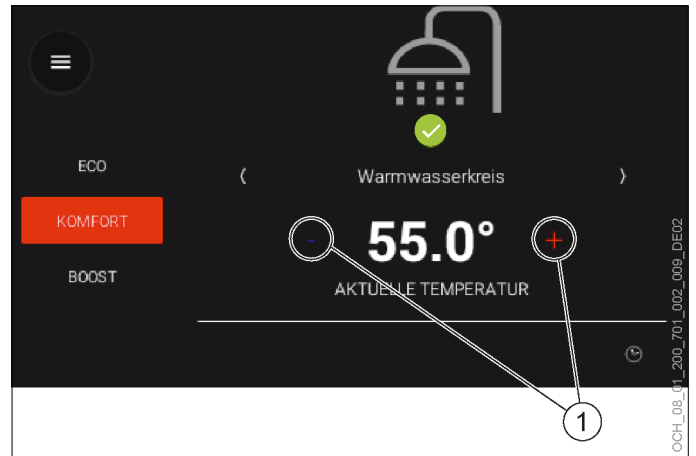 ECO
Warmwasserkreis
KOMFORT
- 55.0° +
BOOST
AKTUELLE TEMPERATUR
1
OCH_08_01_200_701_002_009_DE02